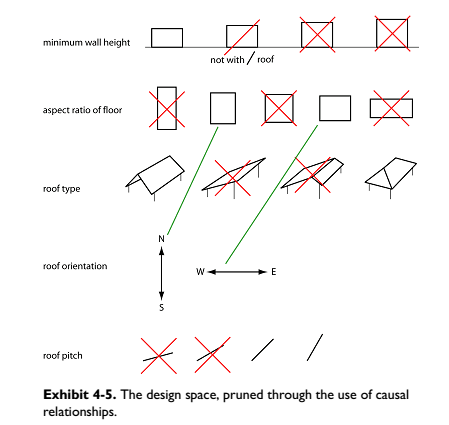 minimum wall height
not with / roof
aspect ratio of floor
roof type
N
roof orientation
W E
S
roof pitch
Exhibit 4-5. The design space, pruned through the use of causal
relationships.